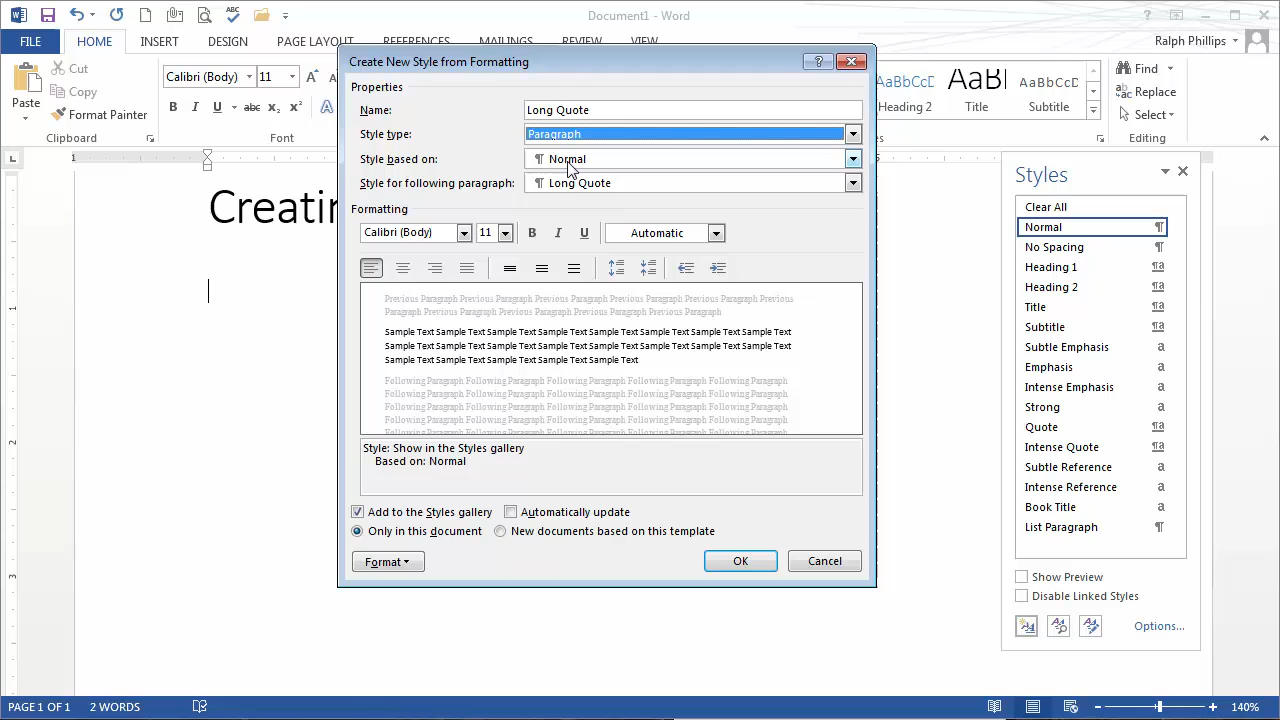 Document1 - Word
FILE
HOME
INSERT
DESIGN
PAGE LAYOUT
REFERENCES
MAILINGS
REVIEW
VIEW
Ralph Phillips
Paste
Cut
Copy
Format Painter
Clipboard
Calibri (Body)
11
B I U abc x₂ x²
Font
AaBbCcD
Heading 2
AaB
Title
AaBbCcD
Subtitle
Find
Replace
Select
Editing
Create New Style from Formatting
Properties
Name: Long Quote
Style type: Paragraph
Style based on: ¶ Normal
Style for following paragraph: ¶ Long Quote
Formatting
Calibri (Body) 11 B I U Automatic
Previous Paragraph Previous Paragraph Previous Paragraph Previous Paragraph Previous
Paragraph Previous Paragraph Previous Paragraph Previous Paragraph
Sample Text Sample Text Sample Text Sample Text Sample Text Sample Text Sample Text Sample Text
Sample Text Sample Text Sample Text Sample Text Sample Text Sample Text Sample Text Sample Text
Sample Text Sample Text Sample Text Sample Text Sample Text
Following Paragraph Following Paragraph Following Paragraph Following Paragraph Following Paragraph
Following Paragraph Following Paragraph Following Paragraph Following Paragraph Following Paragraph
Following Paragraph Following Paragraph Following Paragraph Following Paragraph Following Paragraph
Following Paragraph Following Paragraph Following Paragraph Following Paragraph Following Paragraph
Following Paragraph Following Paragraph Following Paragraph Following Paragraph Following Paragraph
Style: Show in the Styles gallery
Based on: Normal
Add to the Styles gallery
Automatically update
Only in this document
New documents based on this template
Format
OK
Cancel
Styles
Clear All
Normal ¶
No Spacing ¶
Heading 1 ¶a
Heading 2 ¶a
Title ¶a
Subtitle ¶a
Subtle Emphasis a
Emphasis a
Intense Emphasis a
Strong a
Quote ¶a
Intense Quote ¶a
Subtle Reference a
Intense Reference a
Book Title a
List Paragraph ¶
Show Preview
Disable Linked Styles
Options...
PAGE 1 OF 1
2 WORDS
140%